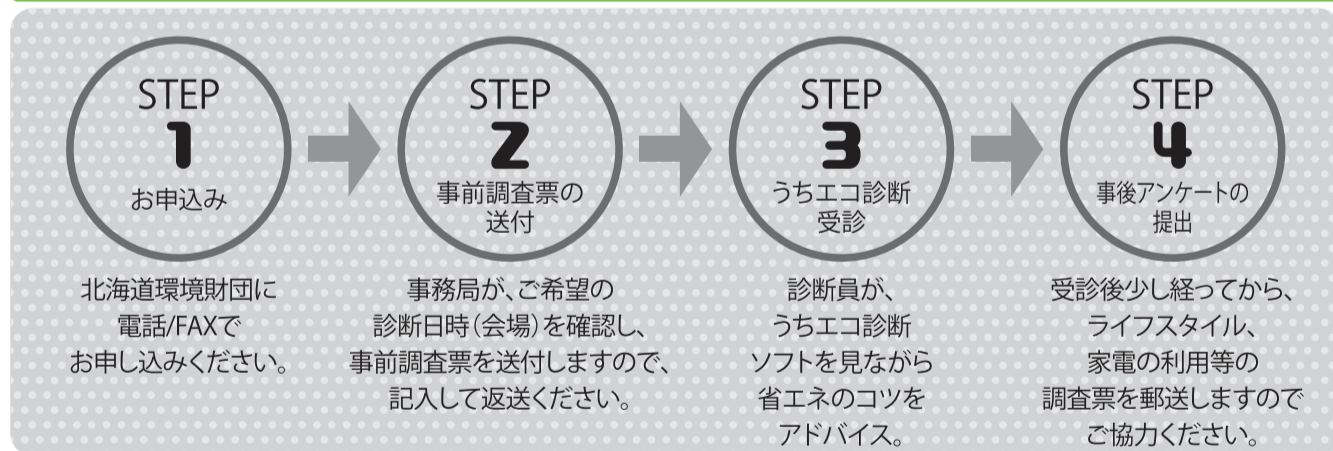 STEP
1
お申込み
北海道環境財団に
電話/FAXで
お申し込みください。
STEP
2
事前調査票の
送付
事務局が、ご希望の
診断日時(会場)を確認し、
事前調査票を送付しますので、
記入して返送ください。
STEP
3
うちエコ診断
受診
診断員が、
うちエコ診断
ソフトを見ながら
省エネのコツを
アドバイス。
STEP
4
事後アンケートの
提出
受診後少し経ってから、
ライフスタイル、
家電の利用等の
調査票を郵送しますので
ご協力ください。